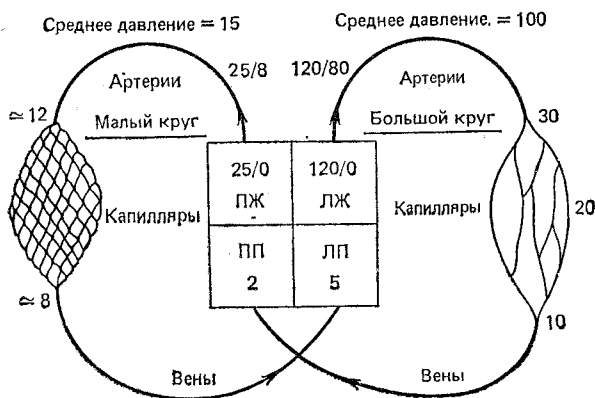 Среднее давление ≃ 15
Среднее давление. = 100
25/8
120/80
Артерии
Артерии
≃ 12
Малый круг
Большой круг
30
25/0
ПЖ
120/0
ЛЖ
Капилляры
Капилляры
20
ПП
2
ЛП
5
≃ 8
10
Вены
Вены